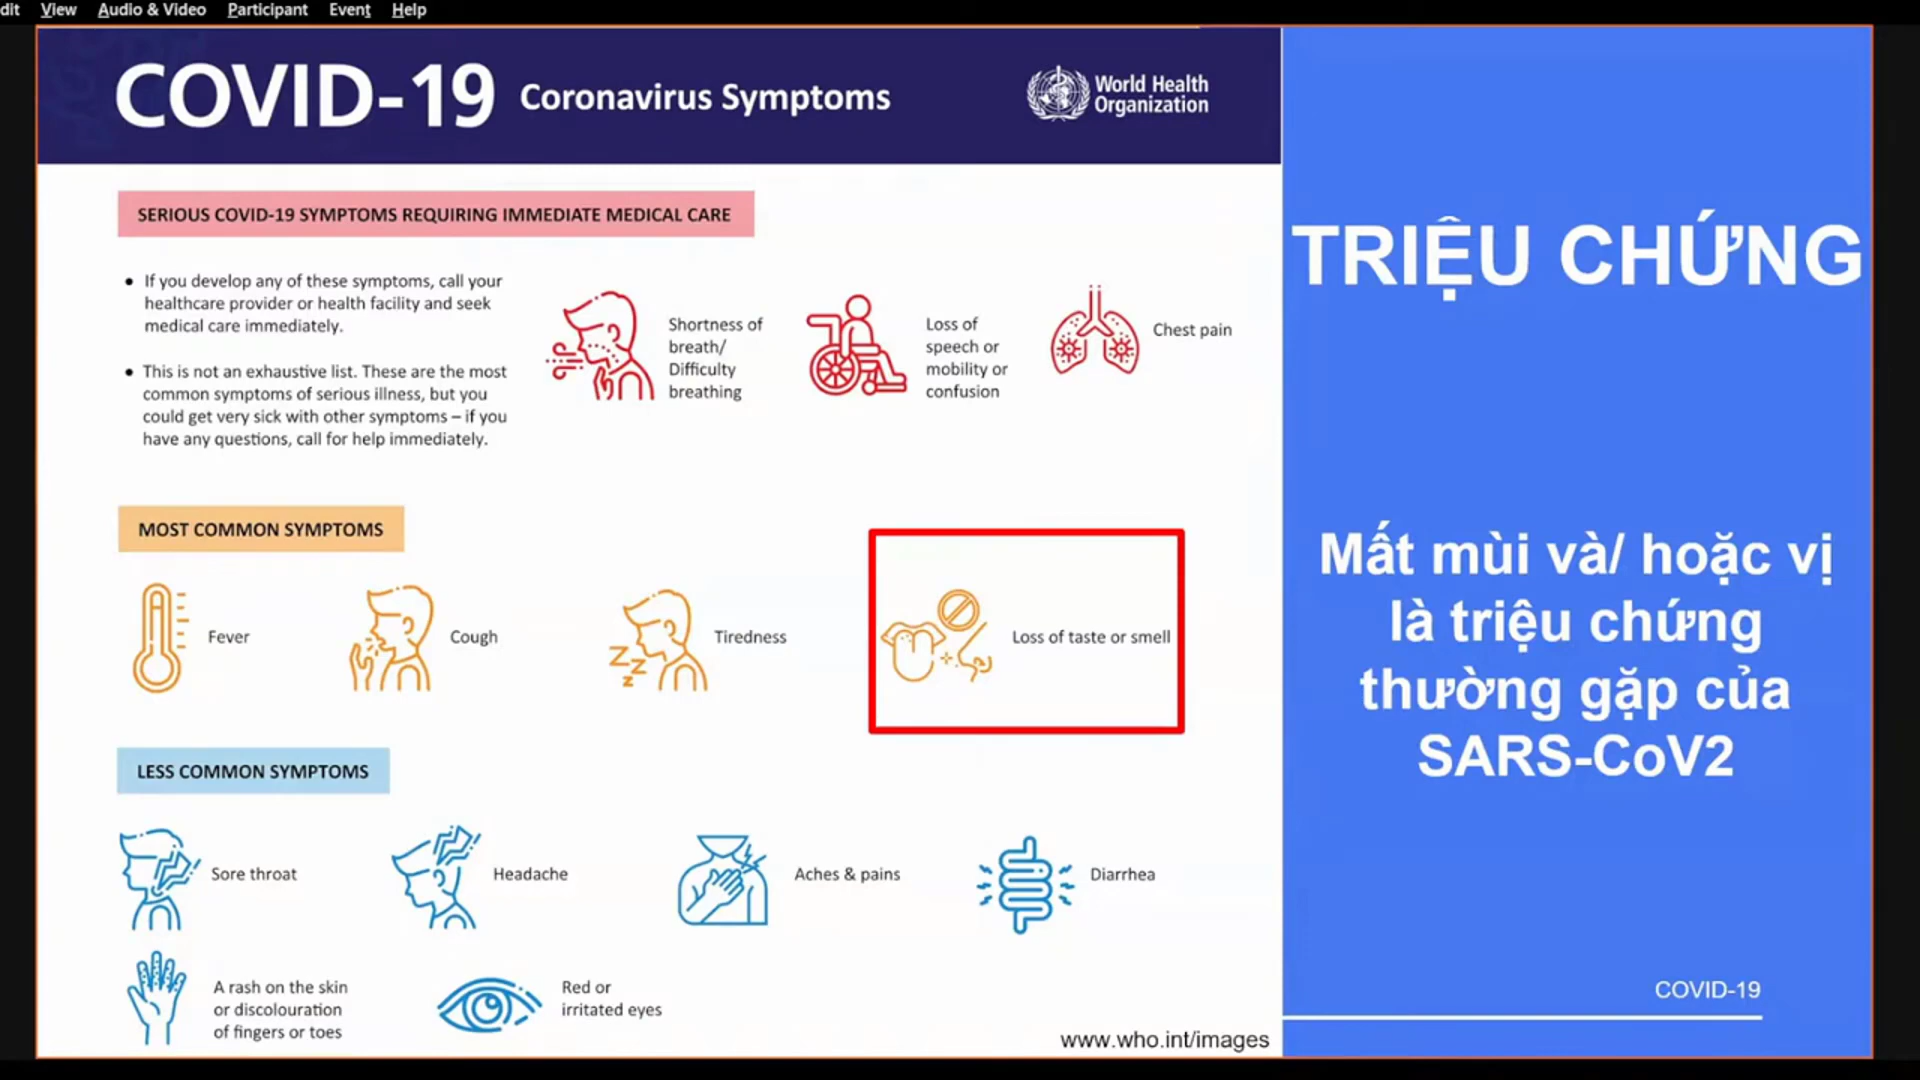 dit View Audio & Video Participant Event Help
COVID-19 Coronavirus Symptoms
World Health
Organization
SERIOUS COVID-19 SYMPTOMS REQUIRING IMMEDIATE MEDICAL CARE
• If you develop any of these symptoms, call your
healthcare provider or health facility and seek
medical care immediately.
• This is not an exhaustive list. These are the most
common symptoms of serious illness, but you
could get very sick with other symptoms – if you
have any questions, call for help immediately.
Shortness of
breath/
Difficulty
breathing
Loss of
speech or
mobility or
confusion
Chest pain
MOST COMMON SYMPTOMS
Fever
Cough
Tiredness
Loss of taste or smell
LESS COMMON SYMPTOMS
Sore throat
Headache
Aches & pains
Diarrhea
A rash on the skin
or discolouration
of fingers or toes
Red or
irritated eyes
www.who.int/images
TRIỆU CHỨNG
Mất mùi và/ hoặc vị
là triệu chứng
thường gặp của
SARS-CoV2
COVID-19